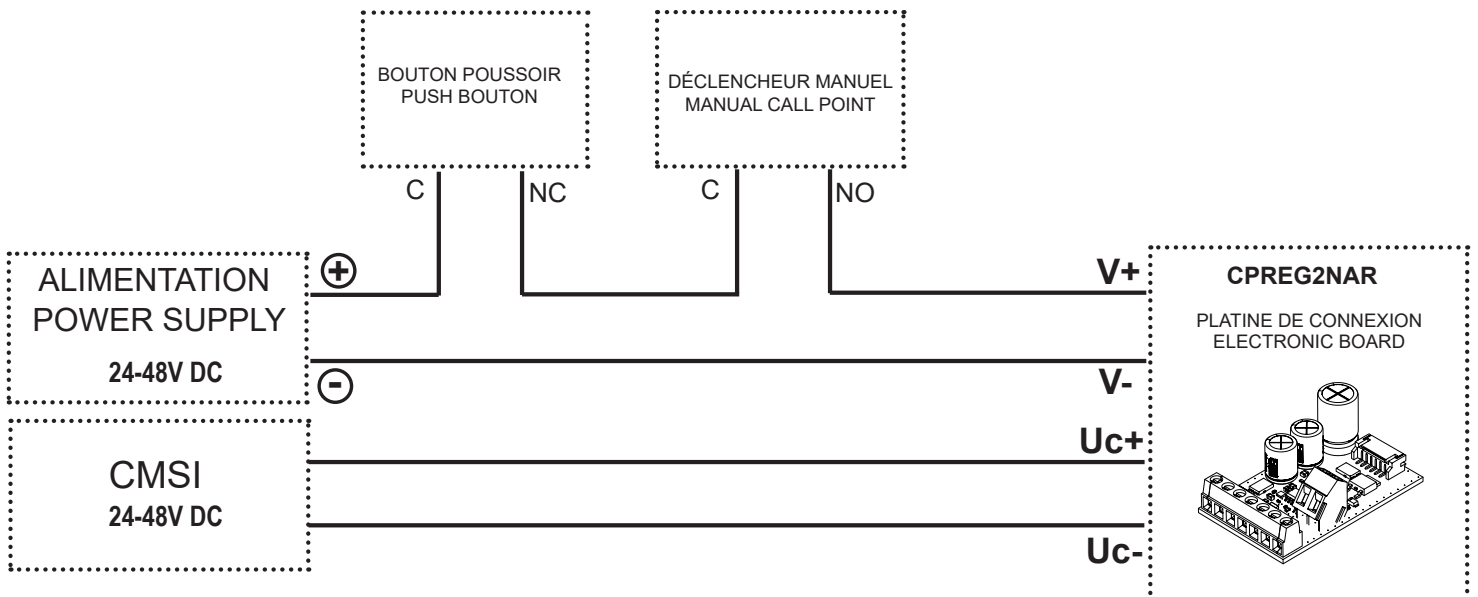 BOUTON POUSSOIR
PUSH BOUTON
DÉCLENCHEUR MANUEL
MANUAL CALL POINT
C
NC
C
NO
ALIMENTATION
POWER SUPPLY
24-48V DC
+
-
V+
V-
CPREG2NAR
PLATINE DE CONNEXION
ELECTRONIC BOARD
CMSI
24-48V DC
Uc+
Uc-